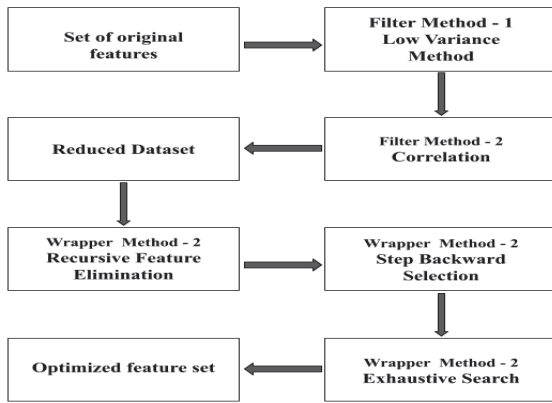 Set of original
features
Filter Method - 1
Low Variance
Method
Filter Method - 2
Correlation
Reduced Dataset
Wrapper Method - 2
Recursive Feature
Elimination
Wrapper Method - 2
Step Backward
Selection
Wrapper Method - 2
Exhaustive Search
Optimized feature set